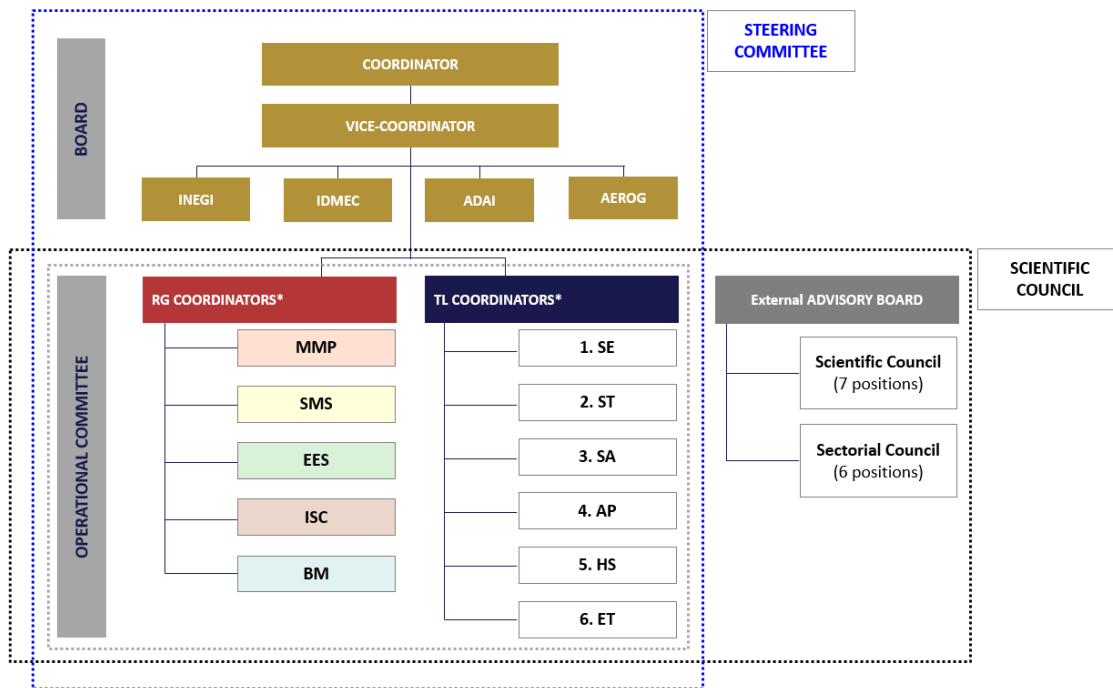 STEERING
COMMITTEE
BOARD
COORDINATOR
VICE-COORDINATOR
INEGI
IDMEC
ADAI
AEROG
SCIENTIFIC
COUNCIL
OPERATIONAL COMMITTEE
RG COORDINATORS*
MMP
SMS
EES
ISC
BM
TL COORDINATORS*
1. SE
2. ST
3. SA
4. AP
5. HS
6. ET
External ADVISORY BOARD
Scientific Council
(7 positions)
Sectorial Council
(6 positions)